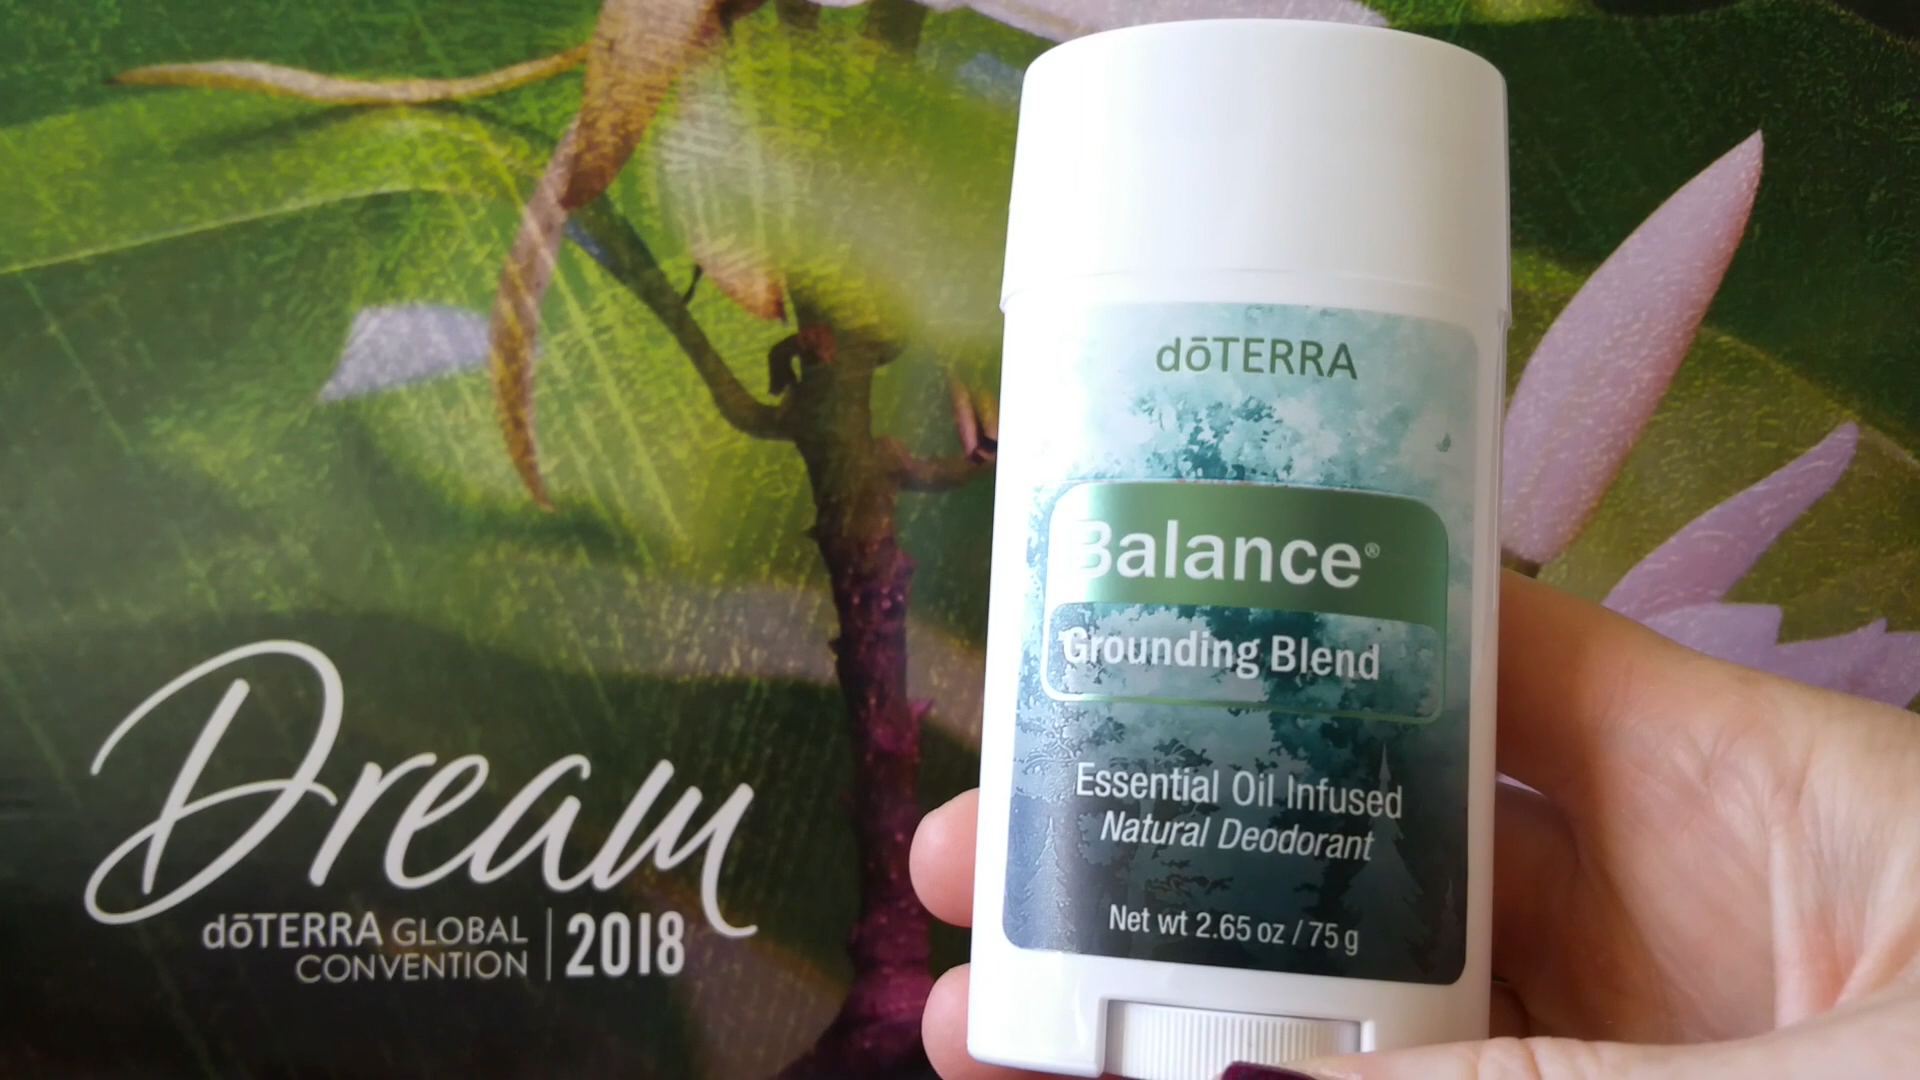 Dream
dōTERRA GLOBAL
CONVENTION
2018
dōTERRA
Balance®
Grounding Blend
Essential Oil Infused
Natural Deodorant
Net wt 2.65 oz / 75 g